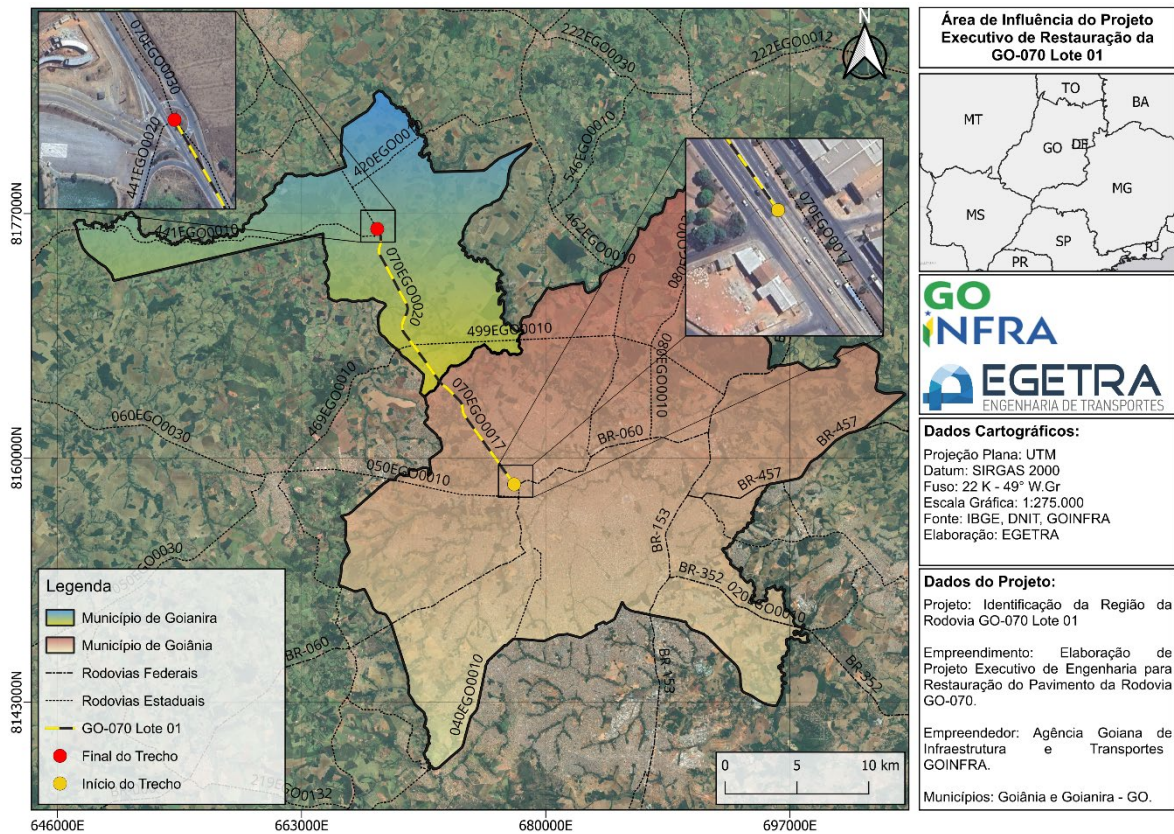 070EGO0030
441EGO0020
N
222EGO0030
222EGO0012
420EGO001
546EGO0010
462EGO0010
070EGO0017
8177000N
441EGO0010
070EGO0020
499EGO0010
080EGO0010
469EGO0010
070EGO0017
060EGO0030
BR-060
BR-457
050EGO0010
8160000N
BR-457
BR-153
BR-352
020EGO0010
050EGO0030
BR-060
040EGO0010
BR-153
BR-352
8143000N
219EGO0132
Legenda
Município de Goianira
Município de Goiânia
Rodovias Federais
Rodovias Estaduais
GO-070 Lote 01
Final do Trecho
Início do Trecho
0 5 10 km
646000E 663000E 680000E 697000E
Área de Influência do Projeto
Executivo de Restauração da
GO-070 Lote 01
TO
MT
BA
GO
DF
MG
MS
SP
RJ
PR
GO
INFRA
EGETRA
ENGENHARIA DE TRANSPORTES
Dados Cartográficos:
Projeção Plana: UTM
Datum: SIRGAS 2000
Fuso: 22 K - 49° W.Gr
Escala Gráfica: 1:275.000
Fonte: IBGE, DNIT, GOINFRA
Elaboração: EGETRA
Dados do Projeto:
Projeto: Identificação da Região da
Rodovia GO-070 Lote 01
Empreendimento: Elaboração de
Projeto Executivo de Engenharia para
Restauração do Pavimento da Rodovia
GO-070.
Empreendedor: Agência Goiana de
Infraestrutura e Transportes
GOINFRA.
Municípios: Goiânia e Goianira - GO.